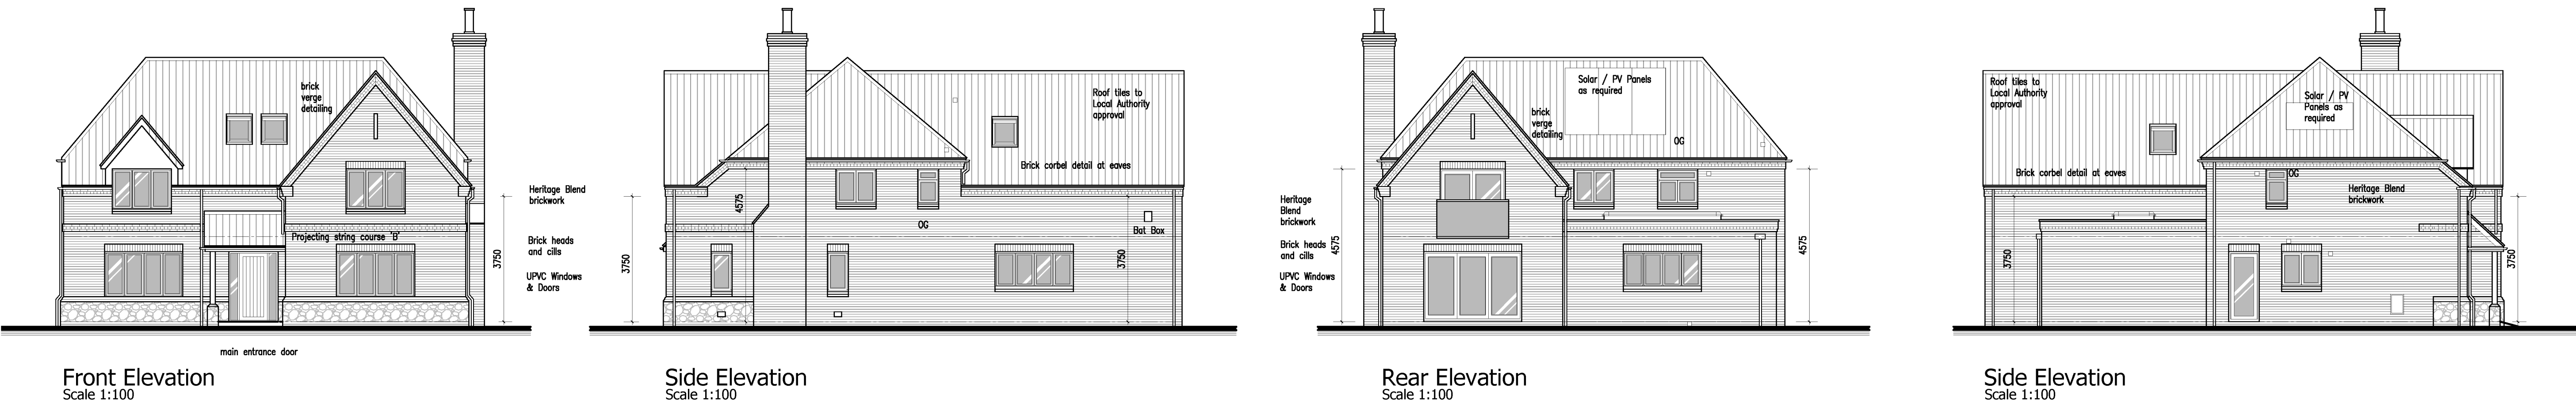 brick
verge
detailing
Projecting string course "B"
3750
Heritage Blend
brickwork
Brick heads
and cills
UPVC Windows
& Doors
main entrance door
Front Elevation
Scale 1:100
3750
4575
OG
Roof tiles to
Local Authority
approval
Brick corbel detail at eaves
Bat Box
3750
Side Elevation
Scale 1:100
Heritage
Blend
brickwork
Brick heads
and cills
UPVC Windows
& Doors
4575
brick
verge
detailing
Solar / PV Panels
as required
OG
4575
Rear Elevation
Scale 1:100
Roof tiles to
Local Authority
approval
Brick corbel detail at eaves
3750
Solar / PV
Panels as
required
OG
Heritage Blend
brickwork
3750
Side Elevation
Scale 1:100